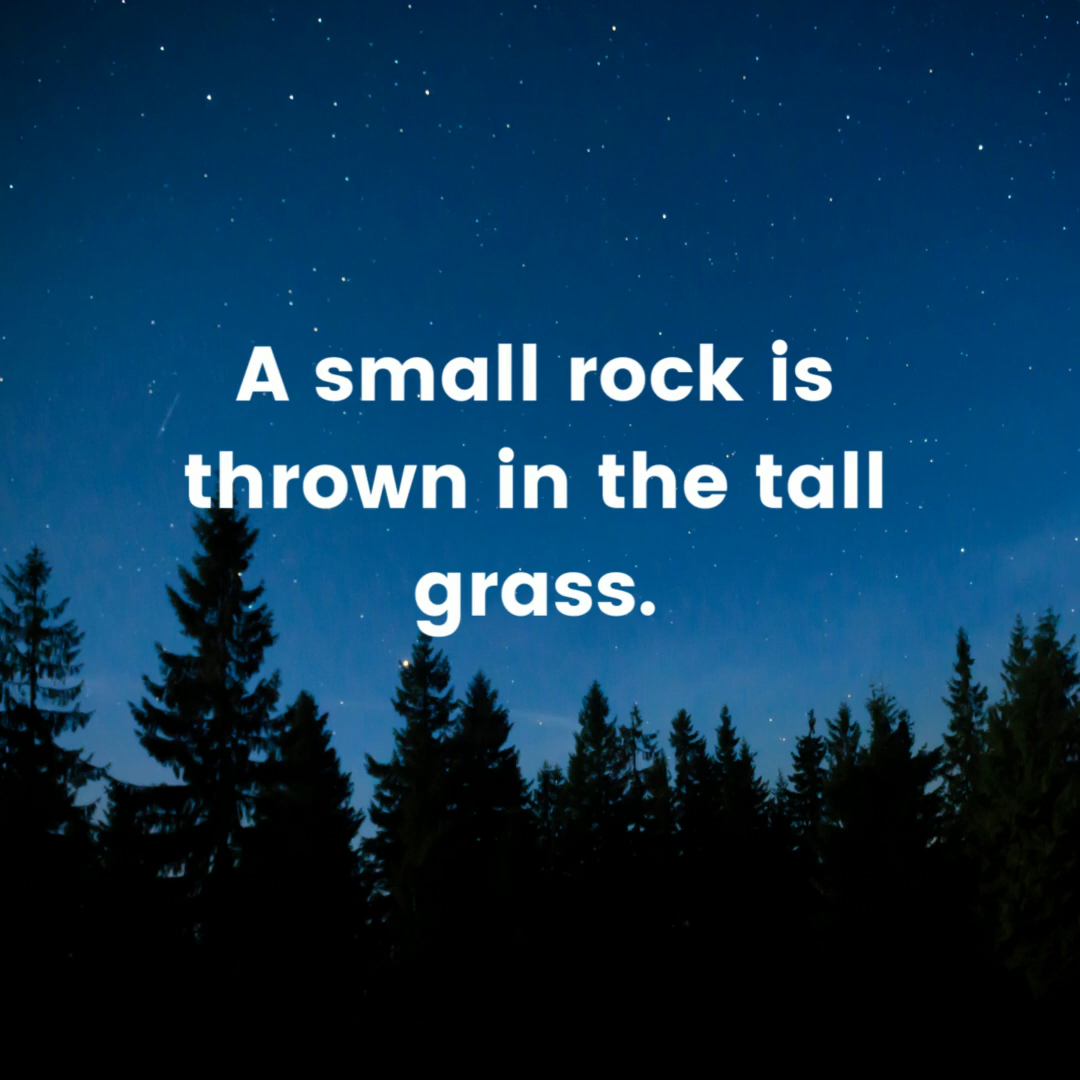 A small rock is
thrown in the tall
grass.